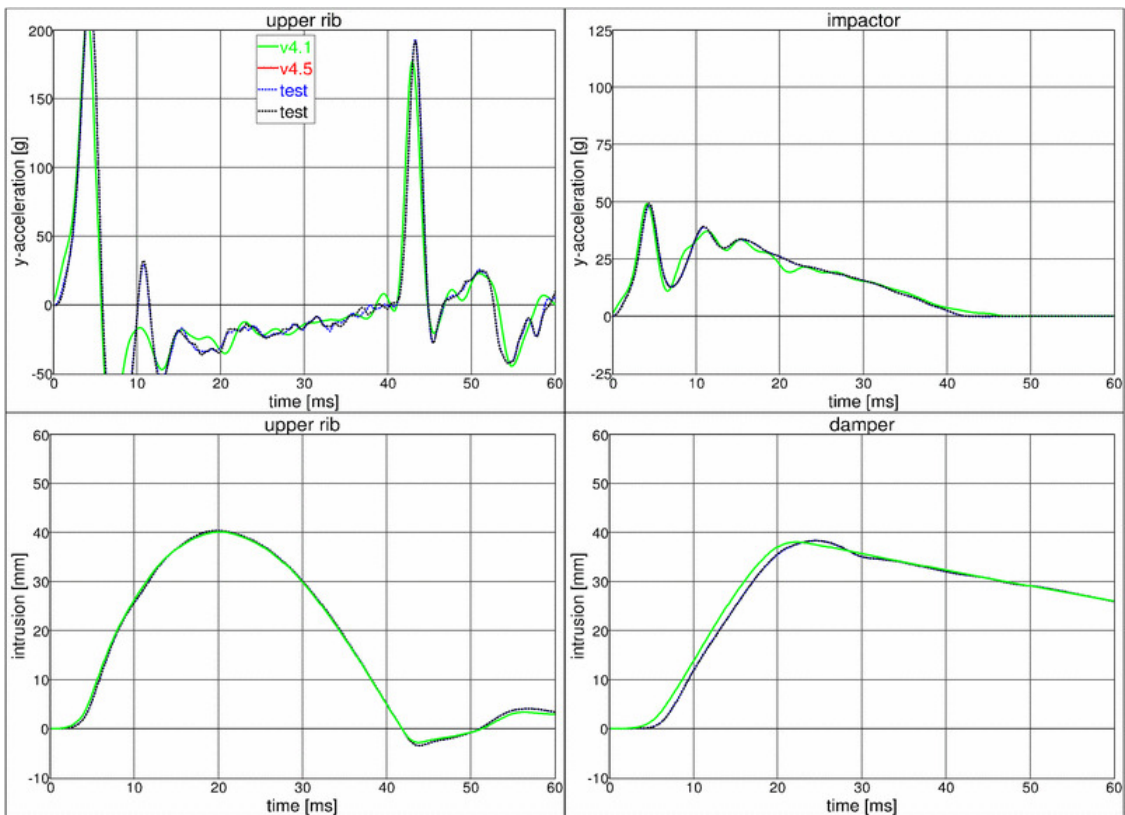 upper rib
200
150
100
50
0
-50
y-acceleration [g]
v4.1
v4.5
test
test
0 10 20 30 40 50 60
time [ms]
impactor
125
100
75
50
25
0
-25
y-acceleration [g]
0 10 20 30 40 50 60
time [ms]
upper rib
60
50
40
30
20
10
0
-10
intrusion [mm]
0 10 20 30 40 50 60
time [ms]
damper
60
50
40
30
20
10
0
-10
intrusion [mm]
0 10 20 30 40 50 60
time [ms]